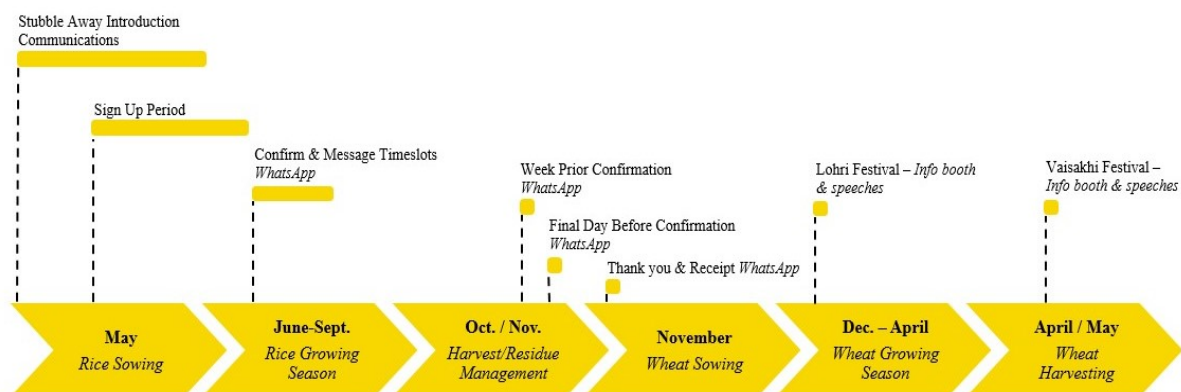 Stubble Away Introduction
Communications
Sign Up Period
Confirm & Message Timeslots
WhatsApp
Week Prior Confirmation
WhatsApp
Final Day Before Confirmation
WhatsApp
Thank you & Receipt WhatsApp
Lohri Festival – Info booth
& speeches
Vaisakhi Festival –
Info booth & speeches
May
Rice Sowing
June-Sept.
Rice Growing
Season
Oct. / Nov.
Harvest/Residue
Management
November
Wheat Sowing
Dec. – April
Wheat Growing
Season
April / May
Wheat
Harvesting